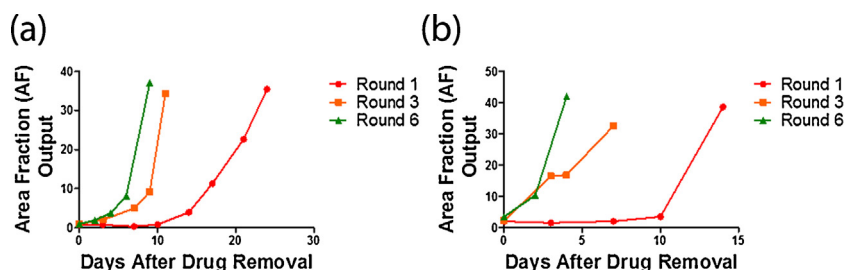 (a)
Area Fraction (AF)
Output
40
30
20
10
0
0
10
20
30
Days After Drug Removal
Round 1
Round 3
Round 6
(b)
Area Fraction (AF)
Output
50
40
30
20
10
0
0
5
10
15
Days After Drug Removal
Round 1
Round 3
Round 6